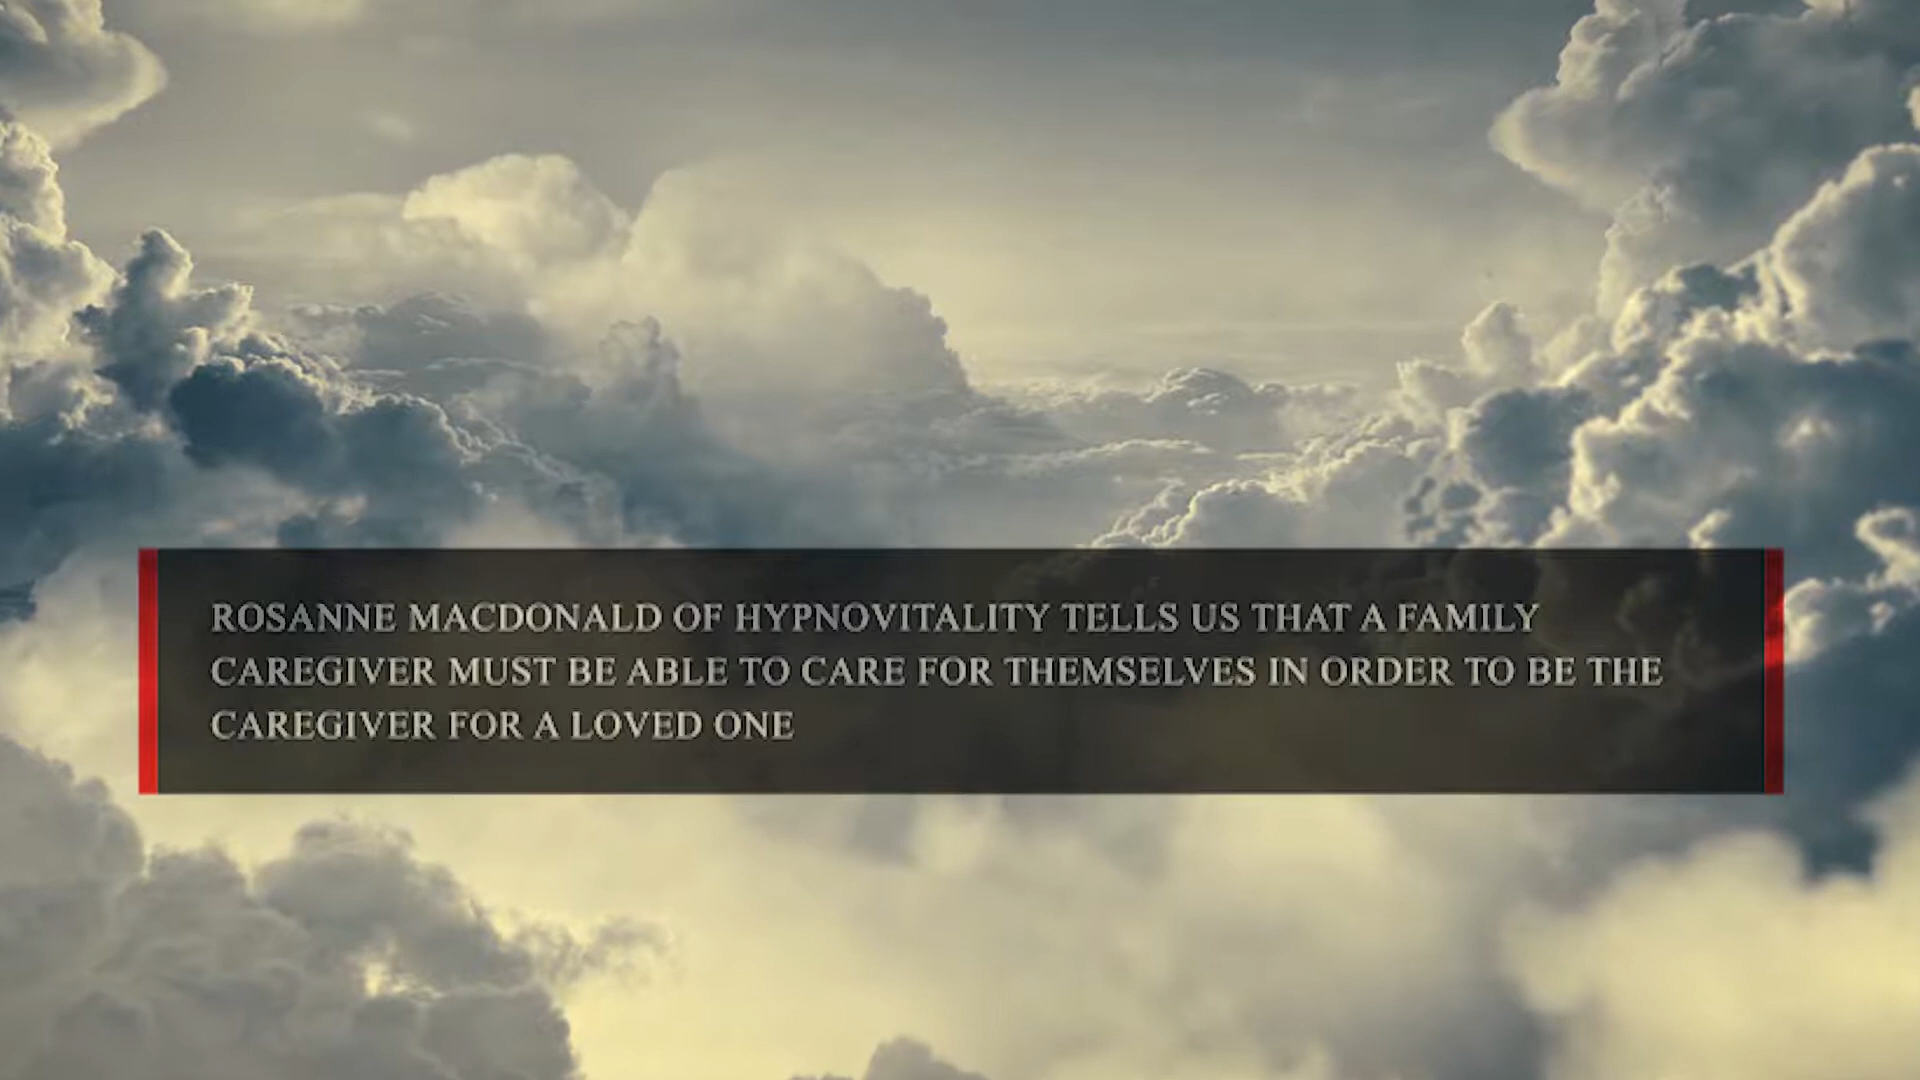 ROSANNE MACDONALD OF HYPNOVITALITY TELLS US THAT A FAMILY
CAREGIVER MUST BE ABLE TO CARE FOR THEMSELVES IN ORDER TO BE THE
CAREGIVER FOR A LOVED ONE